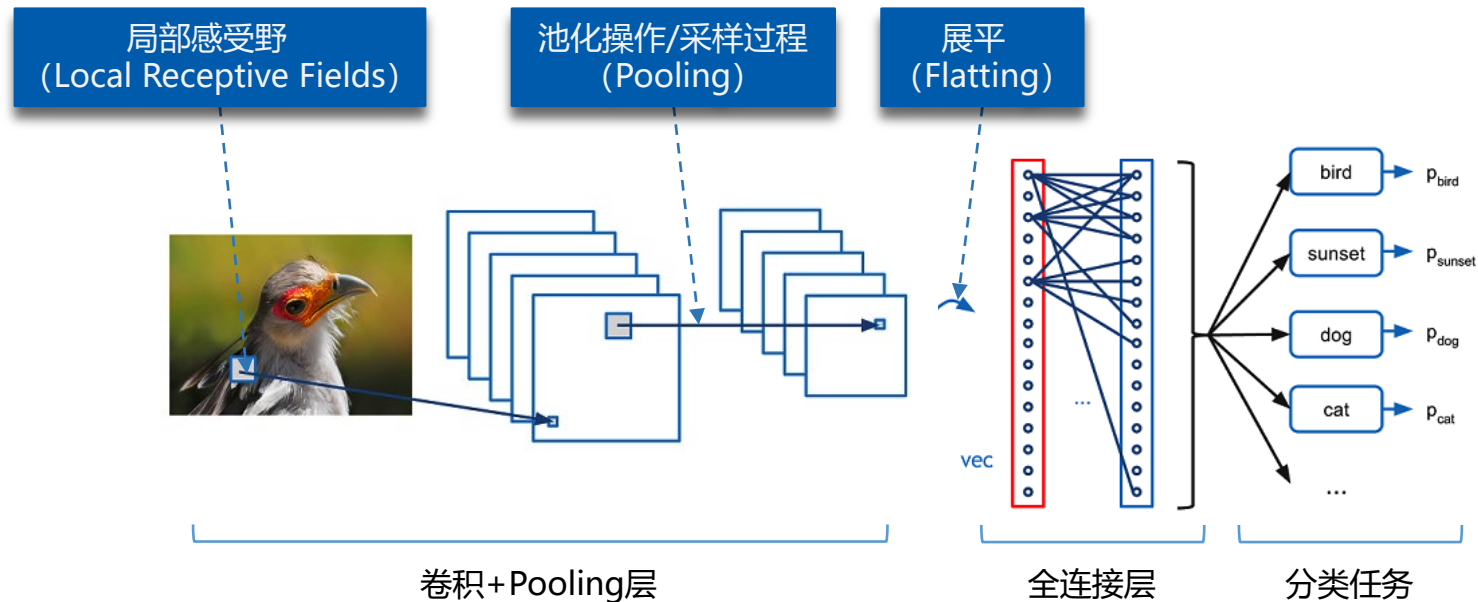 局部感受野
（Local Receptive Fields）
池化操作/采样过程
（Pooling）
展平
（Flatting）
bird
p_bird
sunset
p_sunset
dog
p_dog
cat
p_cat
...
...
vec
卷积+Pooling层
全连接层
分类任务